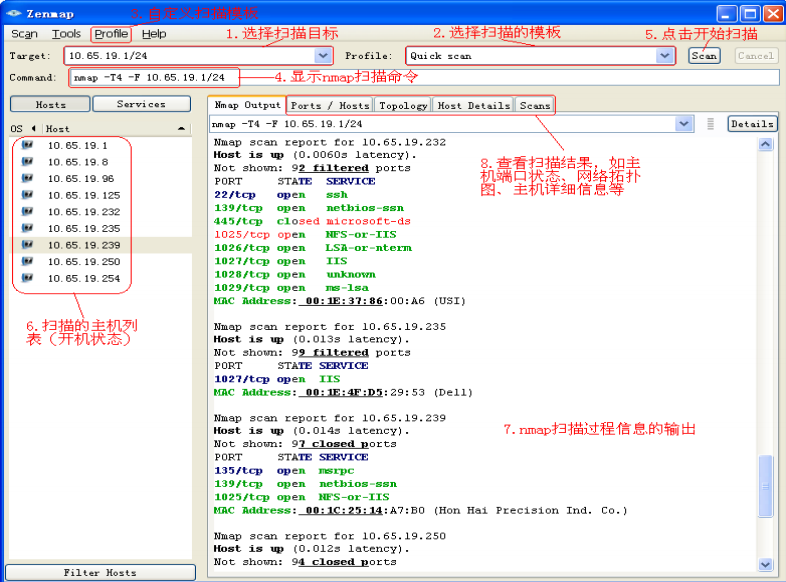 Zenmap
3.自定义扫描模板
Scan Tools Profile Help
1.选择扫描目标
2.选择扫描的模板
5.点击开始扫描
Target: 10.65.19.1/24 Profile: Quick scan Scan Cancel
Command: nmap -T4 -F 10.65.19.1/24
4.显示nmap扫描命令
Hosts Services
OS Host
10.65.19.1
10.65.19.8
10.65.19.96
10.65.19.125
10.65.19.232
10.65.19.235
10.65.19.239
10.65.19.250
10.65.19.254
6.扫描的主机列
表（开机状态）
Filter Hosts
Nmap Output Ports / Hosts Topology Host Details Scans
nmap -T4 -F 10.65.19.1/24 Details
8.查看扫描结果，如主
机端口状态、网络拓扑
图、主机详细信息等
Nmap scan report for 10.65.19.232
Host is up (0.0060s latency).
Not shown: 92 filtered ports
PORT STATE SERVICE
22/tcp open ssh
139/tcp open netbios-ssn
445/tcp closed microsoft-ds
1025/tcp open NFS-or-IIS
1026/tcp open LSA-or-nterm
1027/tcp open IIS
1028/tcp open unknown
1029/tcp open ms-lsa
MAC Address: 00:1E:37:86:00:A6 (USI)
Nmap scan report for 10.65.19.235
Host is up (0.013s latency).
Not shown: 99 filtered ports
PORT STATE SERVICE
1027/tcp open IIS
MAC Address: 00:1E:4F:D5:29:53 (Dell)
Nmap scan report for 10.65.19.239
Host is up (0.014s latency).
Not shown: 97 closed ports
PORT STATE SERVICE
135/tcp open msrpc
139/tcp open netbios-ssn
1025/tcp open NFS-or-IIS
MAC Address: 00:1C:25:14:A7:B0 (Hon Hai Precision Ind. Co.)
7.nmap扫描过程信息的输出
Nmap scan report for 10.65.19.250
Host is up (0.012s latency).
Not shown: 94 closed ports